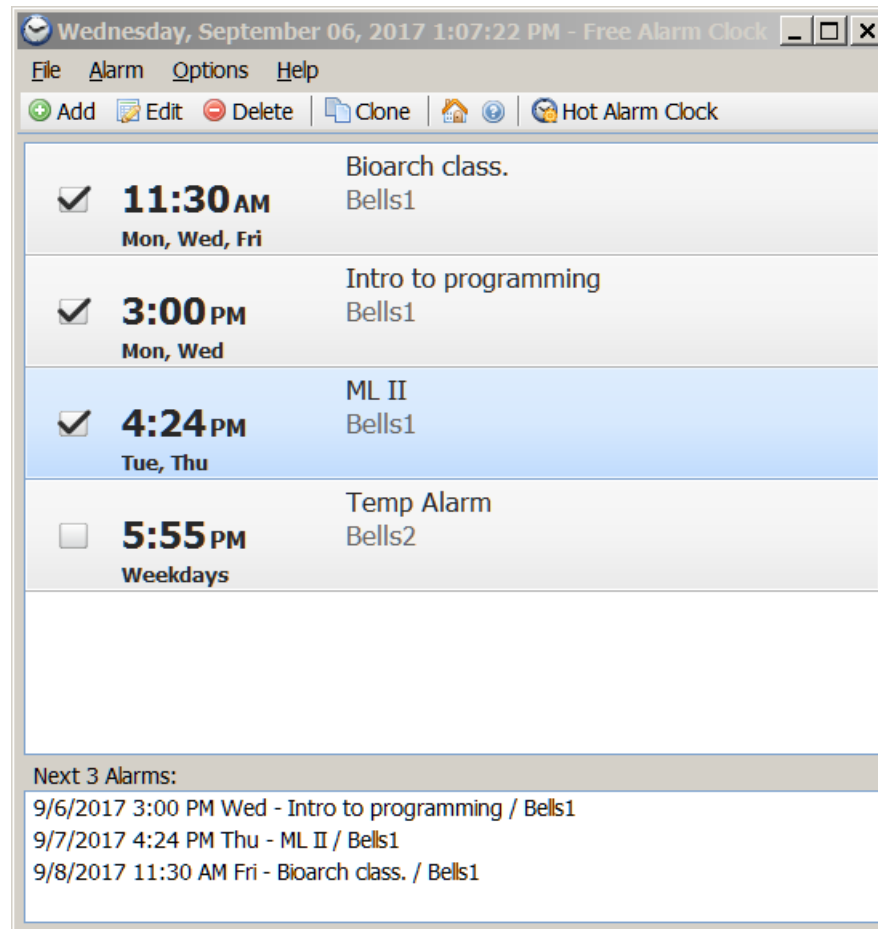 Wednesday, September 06, 2017 1:07:22 PM - Free Alarm Clock
File Alarm Options Help
Add Edit Delete Clone Hot Alarm Clock
Bioarch class.
11:30 AM Bells1
Mon, Wed, Fri
Intro to programming
3:00 PM Bells1
Mon, Wed
ML II
4:24 PM Bells1
Tue, Thu
Temp Alarm
5:55 PM Bells2
Weekdays
Next 3 Alarms:
9/6/2017 3:00 PM Wed - Intro to programming / Bells1
9/7/2017 4:24 PM Thu - ML II / Bells1
9/8/2017 11:30 AM Fri - Bioarch class. / Bells1